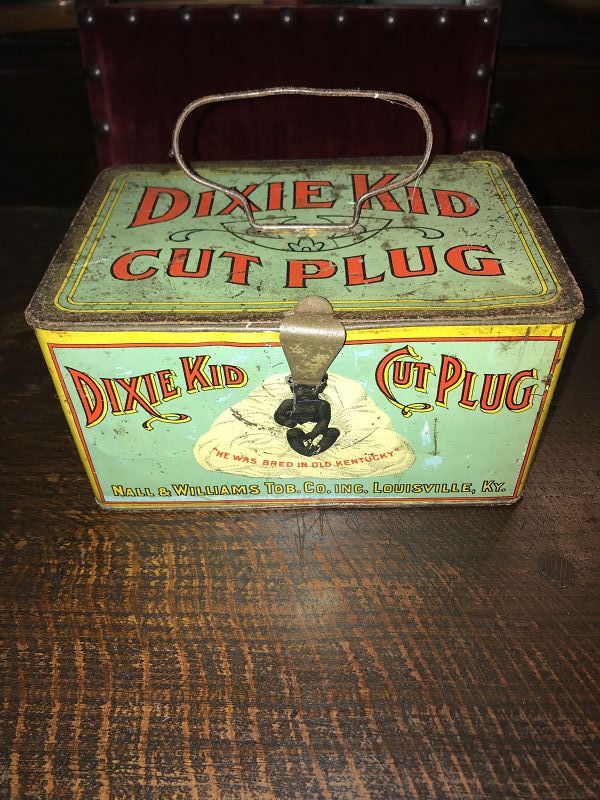 DIXIE KID
CUT PLUG
DIXIE KID CUT PLUG
"HE WAS BRED IN OLD KENTUCKY"
NALL & WILLIAMS TOB. CO. INC. LOUISVILLE, KY.